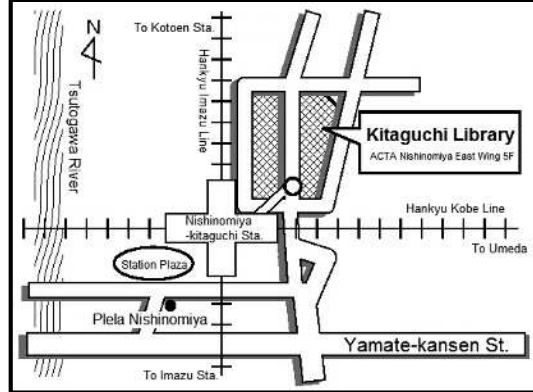 To Kotoen Sta.
N
Hankyu Imazu Line
Tsutogawa River
Kitaguchi Library
ACTA Nishinomiya East Wing 5F
Nishinomiya
-kitaguchi Sta.
Hankyu Kobe Line
To Umeda
Station Plaza
Plela Nishinomiya
Yamate-kansen St.
To Imazu Sta.